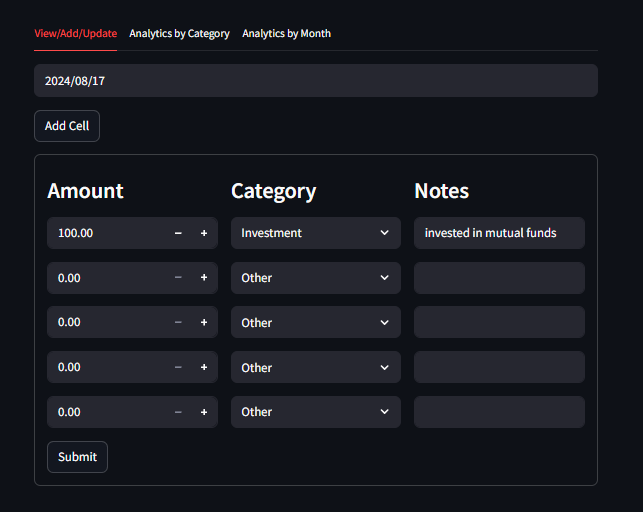 View/Add/Update Analytics by Category Analytics by Month
2024/08/17
Add Cell
Amount Category Notes
100.00 − + Investment invested in mutual funds
0.00 − + Other
0.00 − + Other
0.00 − + Other
0.00 − + Other
Submit